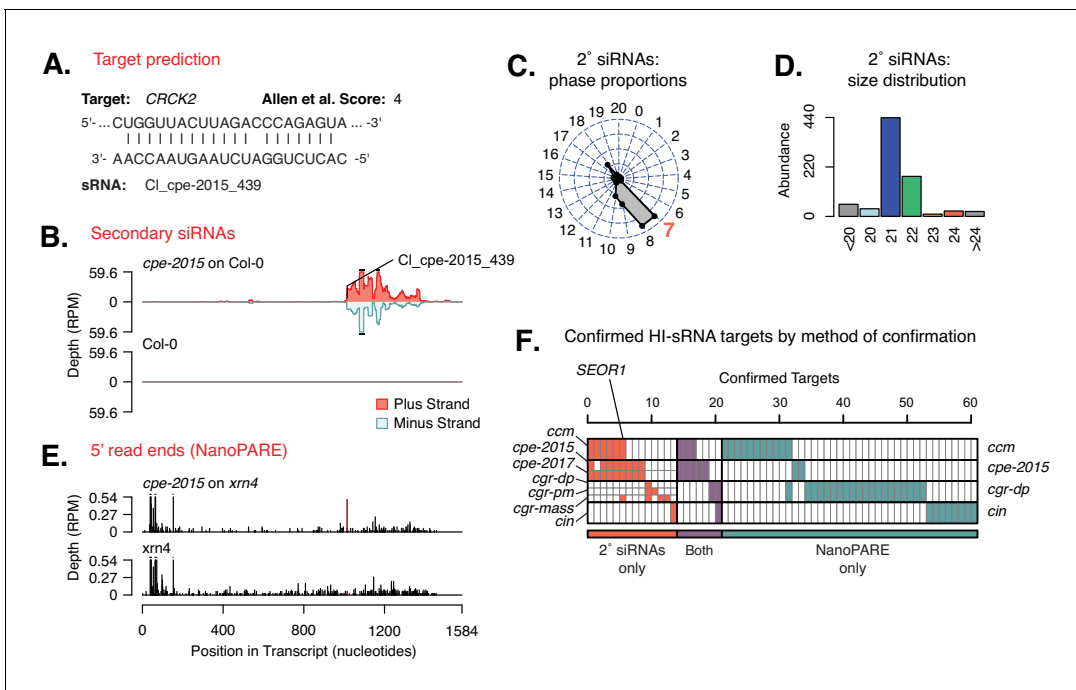 A. Target prediction
Target: CRCK2 Allen et al. Score: 4
5'- ... CUGGUUACUUAGACCCAGAGUA ... -3'
3'- AACCAAUGAAUCUAGGUCUCAC -5'
sRNA: Cl_cpe-2015_439
B. Secondary siRNAs
cpe-2015 on Col-0
Cl_cpe-2015_439
59.6
0
59.6
Depth (RPM)
Col-0
59.6
0
59.6
Plus Strand
Minus Strand
C. 2° siRNAs:
phase proportions
20 0 1 2 3 4 5 6 7 8 9 10 11 12 13 14 15 16 17 18 19
D. 2° siRNAs:
size distribution
Abundance
440
220
0
<20 20 21 22 23 24 >24
E. 5' read ends (NanoPARE)
cpe-2015 on xrn4
0.54
0.27
0
Depth (RPM)
xrn4
0.54
0.27
0
0 400 800 1200 1584
Position in Transcript (nucleotides)
F. Confirmed HI-sRNA targets by method of confirmation
SEOR1
Confirmed Targets
0 10 20 30 40 50 60
ccm
cpe-2015
cpe-2017
cgr-dp
cgr-pm
cgr-mass
cin
ccm
cpe-2015
cgr-dp
cin
2° siRNAs
only
Both
NanoPARE
only